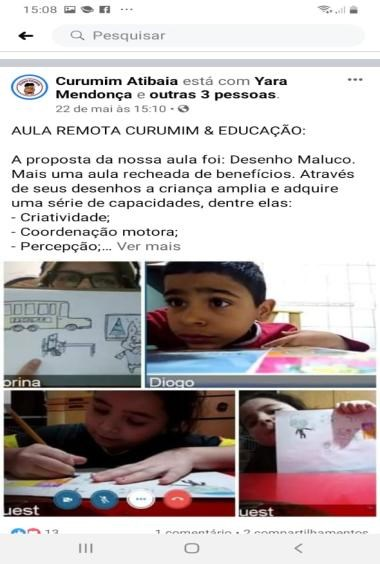 15:08
Pesquisar
Curumim Atibaia está com Yara
Mendonça e outras 3 pessoas.
22 de mai às 15:10 •
AULA REMOTA CURUMIM & EDUCAÇÃO:
A proposta da nossa aula foi: Desenho Maluco.
Mais uma aula recheada de benefícios. Através
de seus desenhos a criança amplia e adquire
uma série de capacidades, dentre elas:
- Criatividade;
- Coordenação motora;
- Percepção;... Ver mais
orina
Diogo
uest
uest
13
1 comentário • 2 compartilhamentos